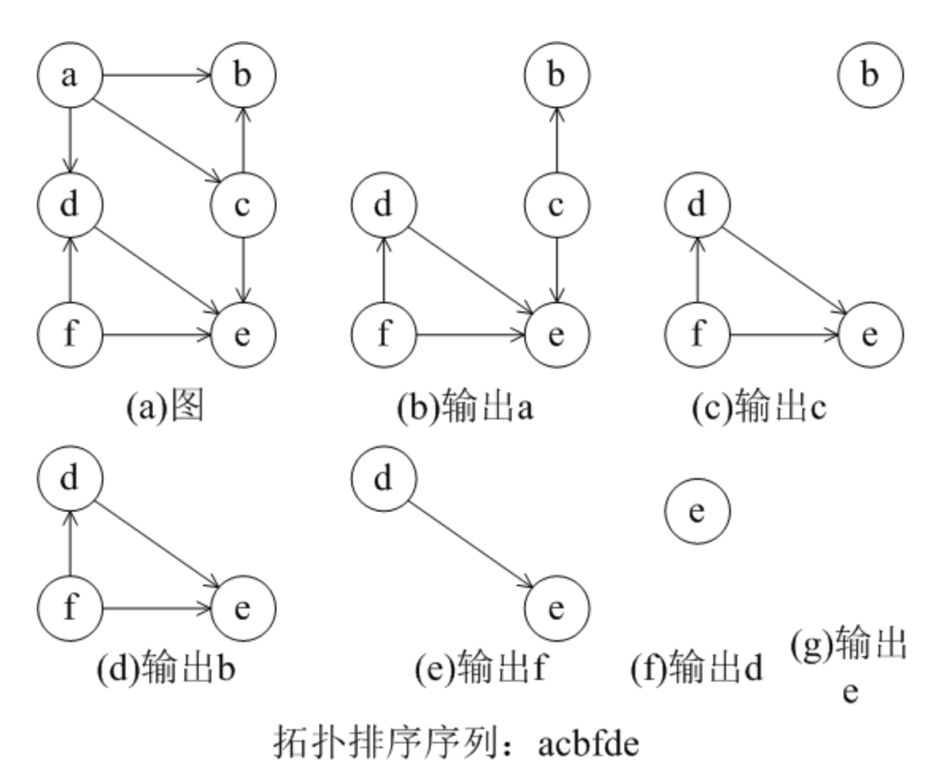 a b
d c b
d c d
f e f e f e
(a)图 (b)输出a (c)输出c
d d e
f e e
(d)输出b (e)输出f (f)输出d (g)输出
e
拓扑排序序列：acbfde